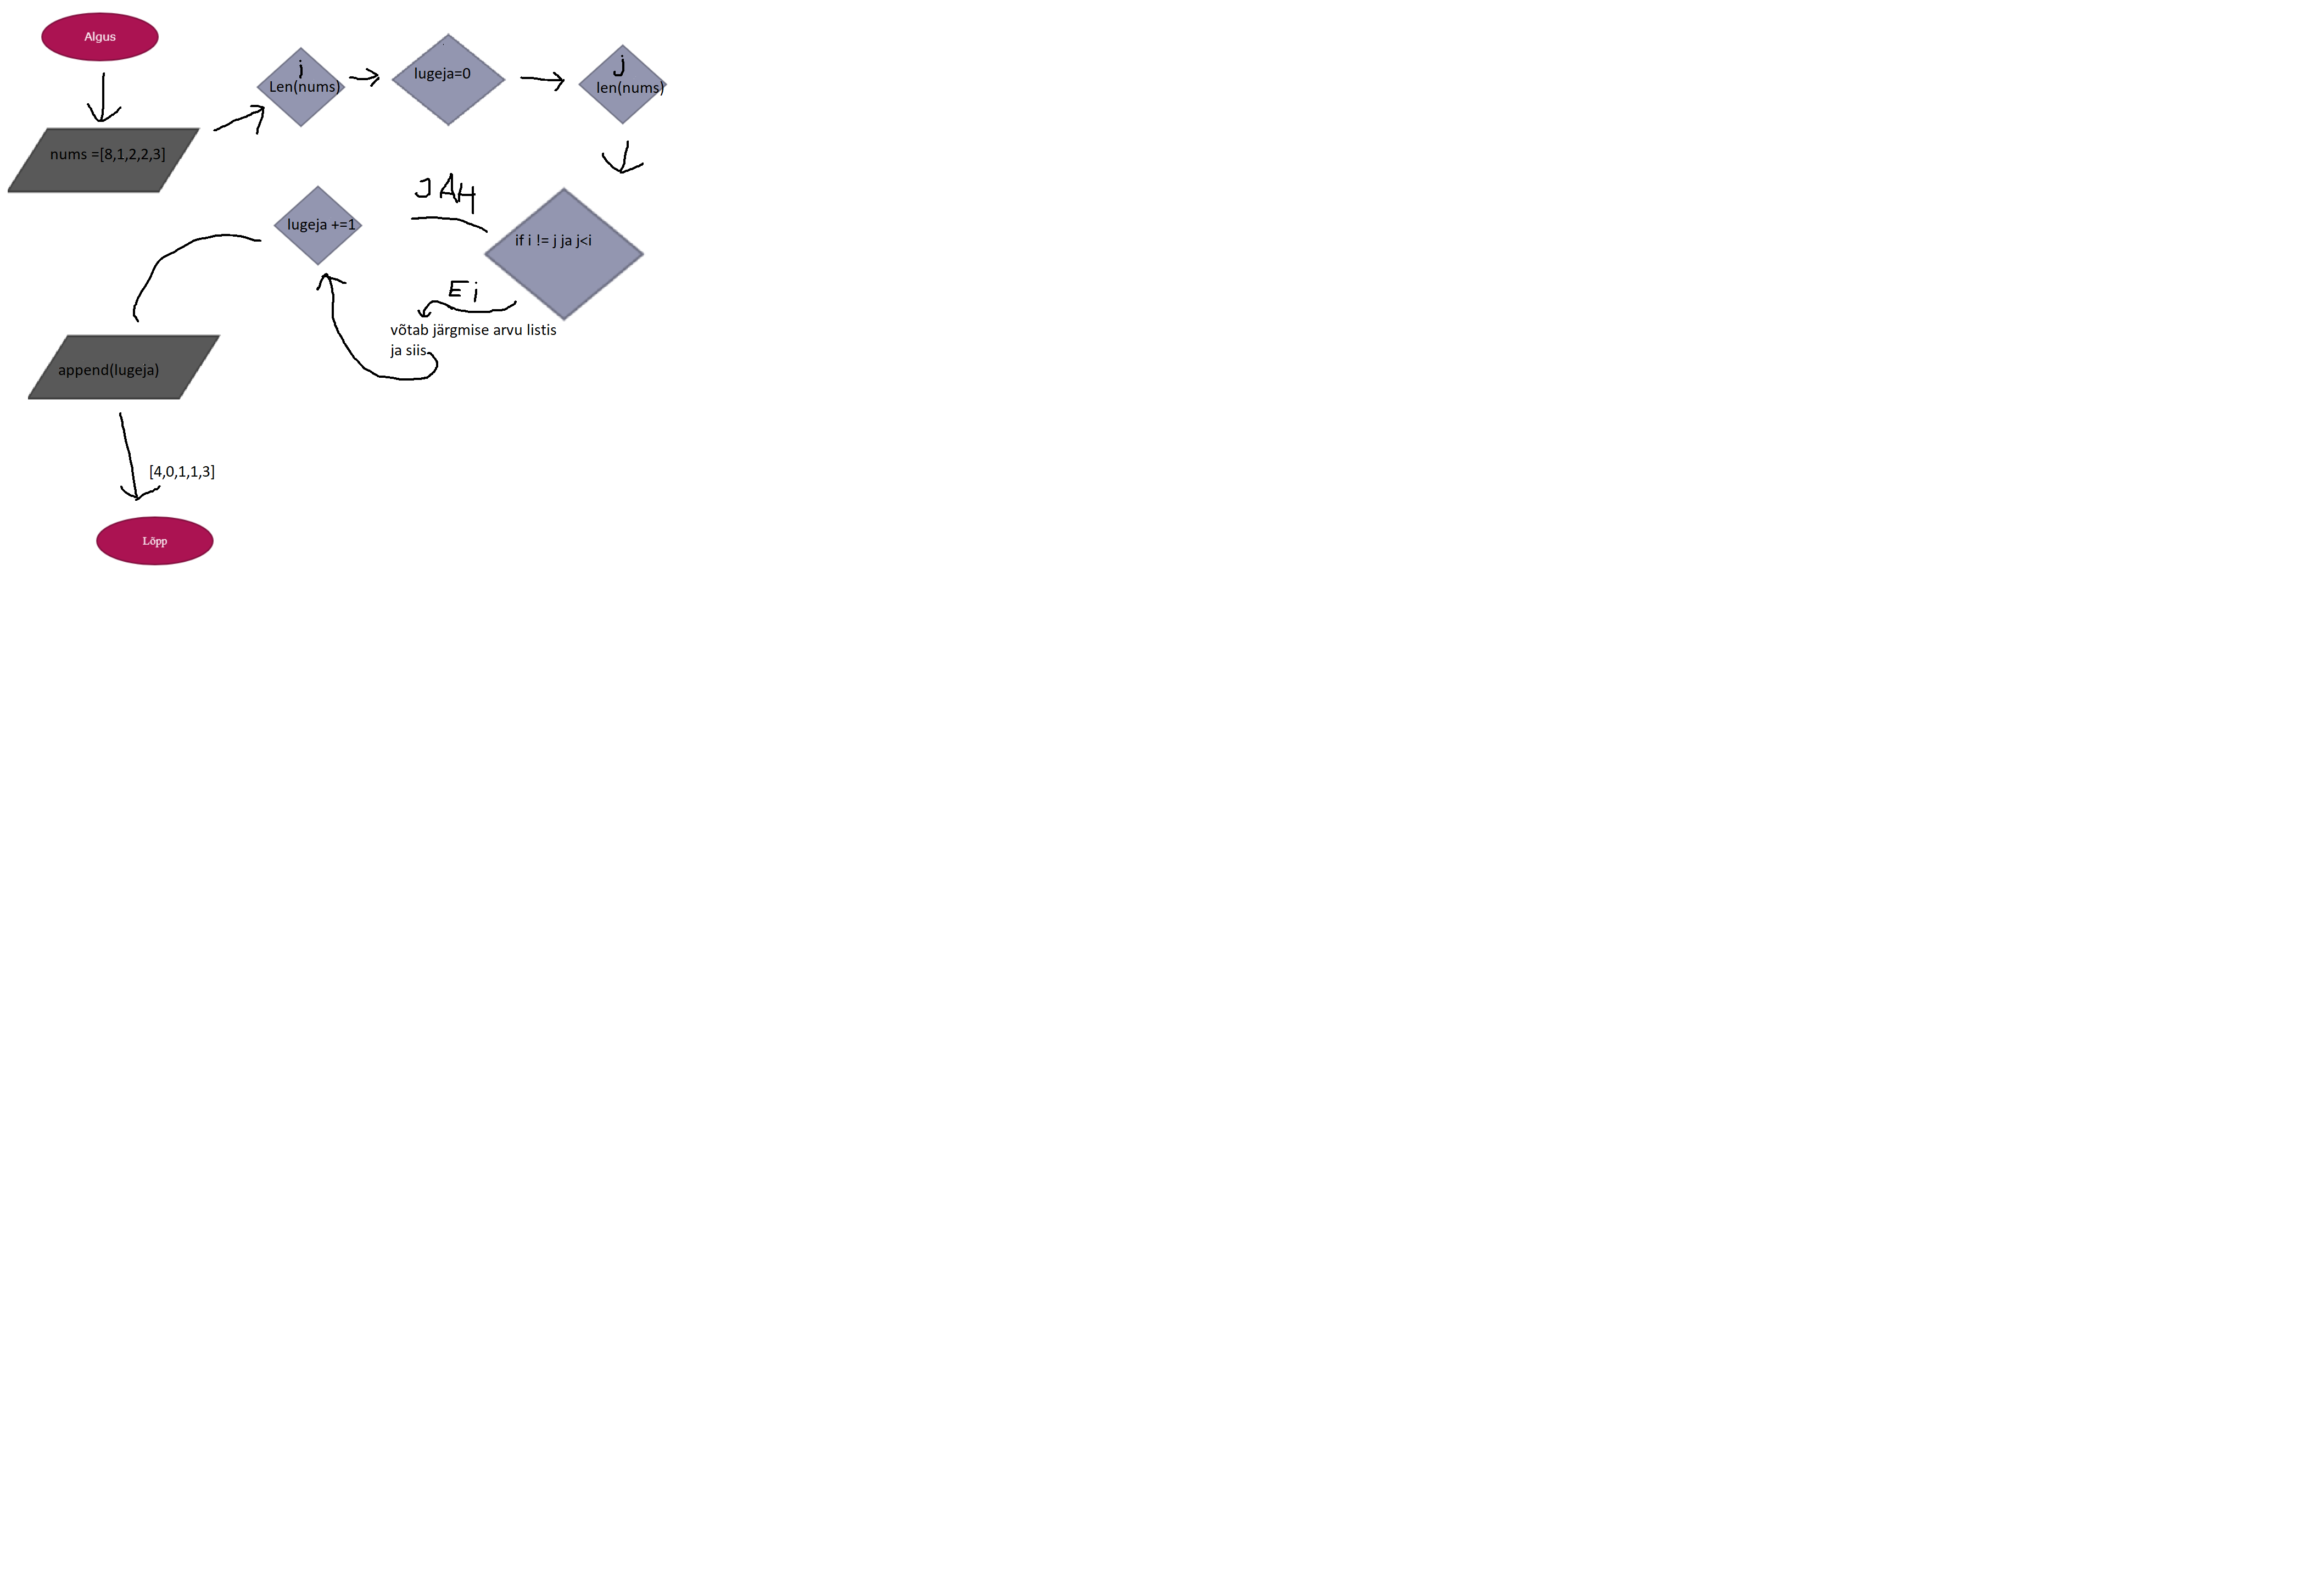 Algus
nums =[8,1,2,2,3]
i
Len(nums)
lugeja=0
j
len(nums)
if i != j ja j<i
JAH
Ei
võtab järgmise arvu listis
ja siis
lugeja +=1
append(lugeja)
[4,0,1,1,3]
Lõpp